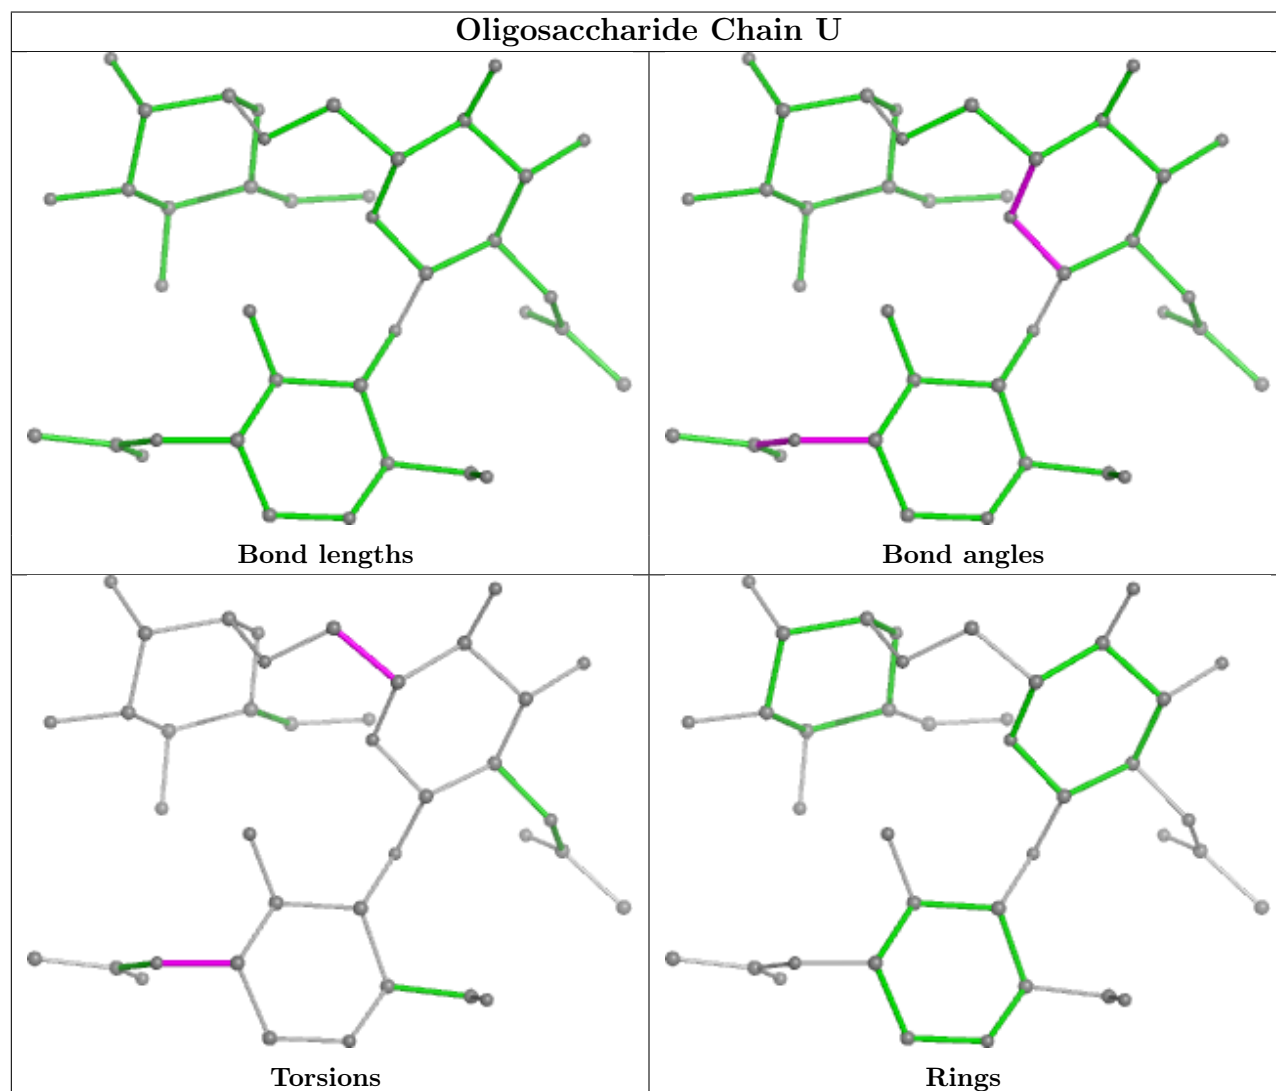 Oligosaccharide Chain U
Bond lengths
Bond angles
Torsions
Rings